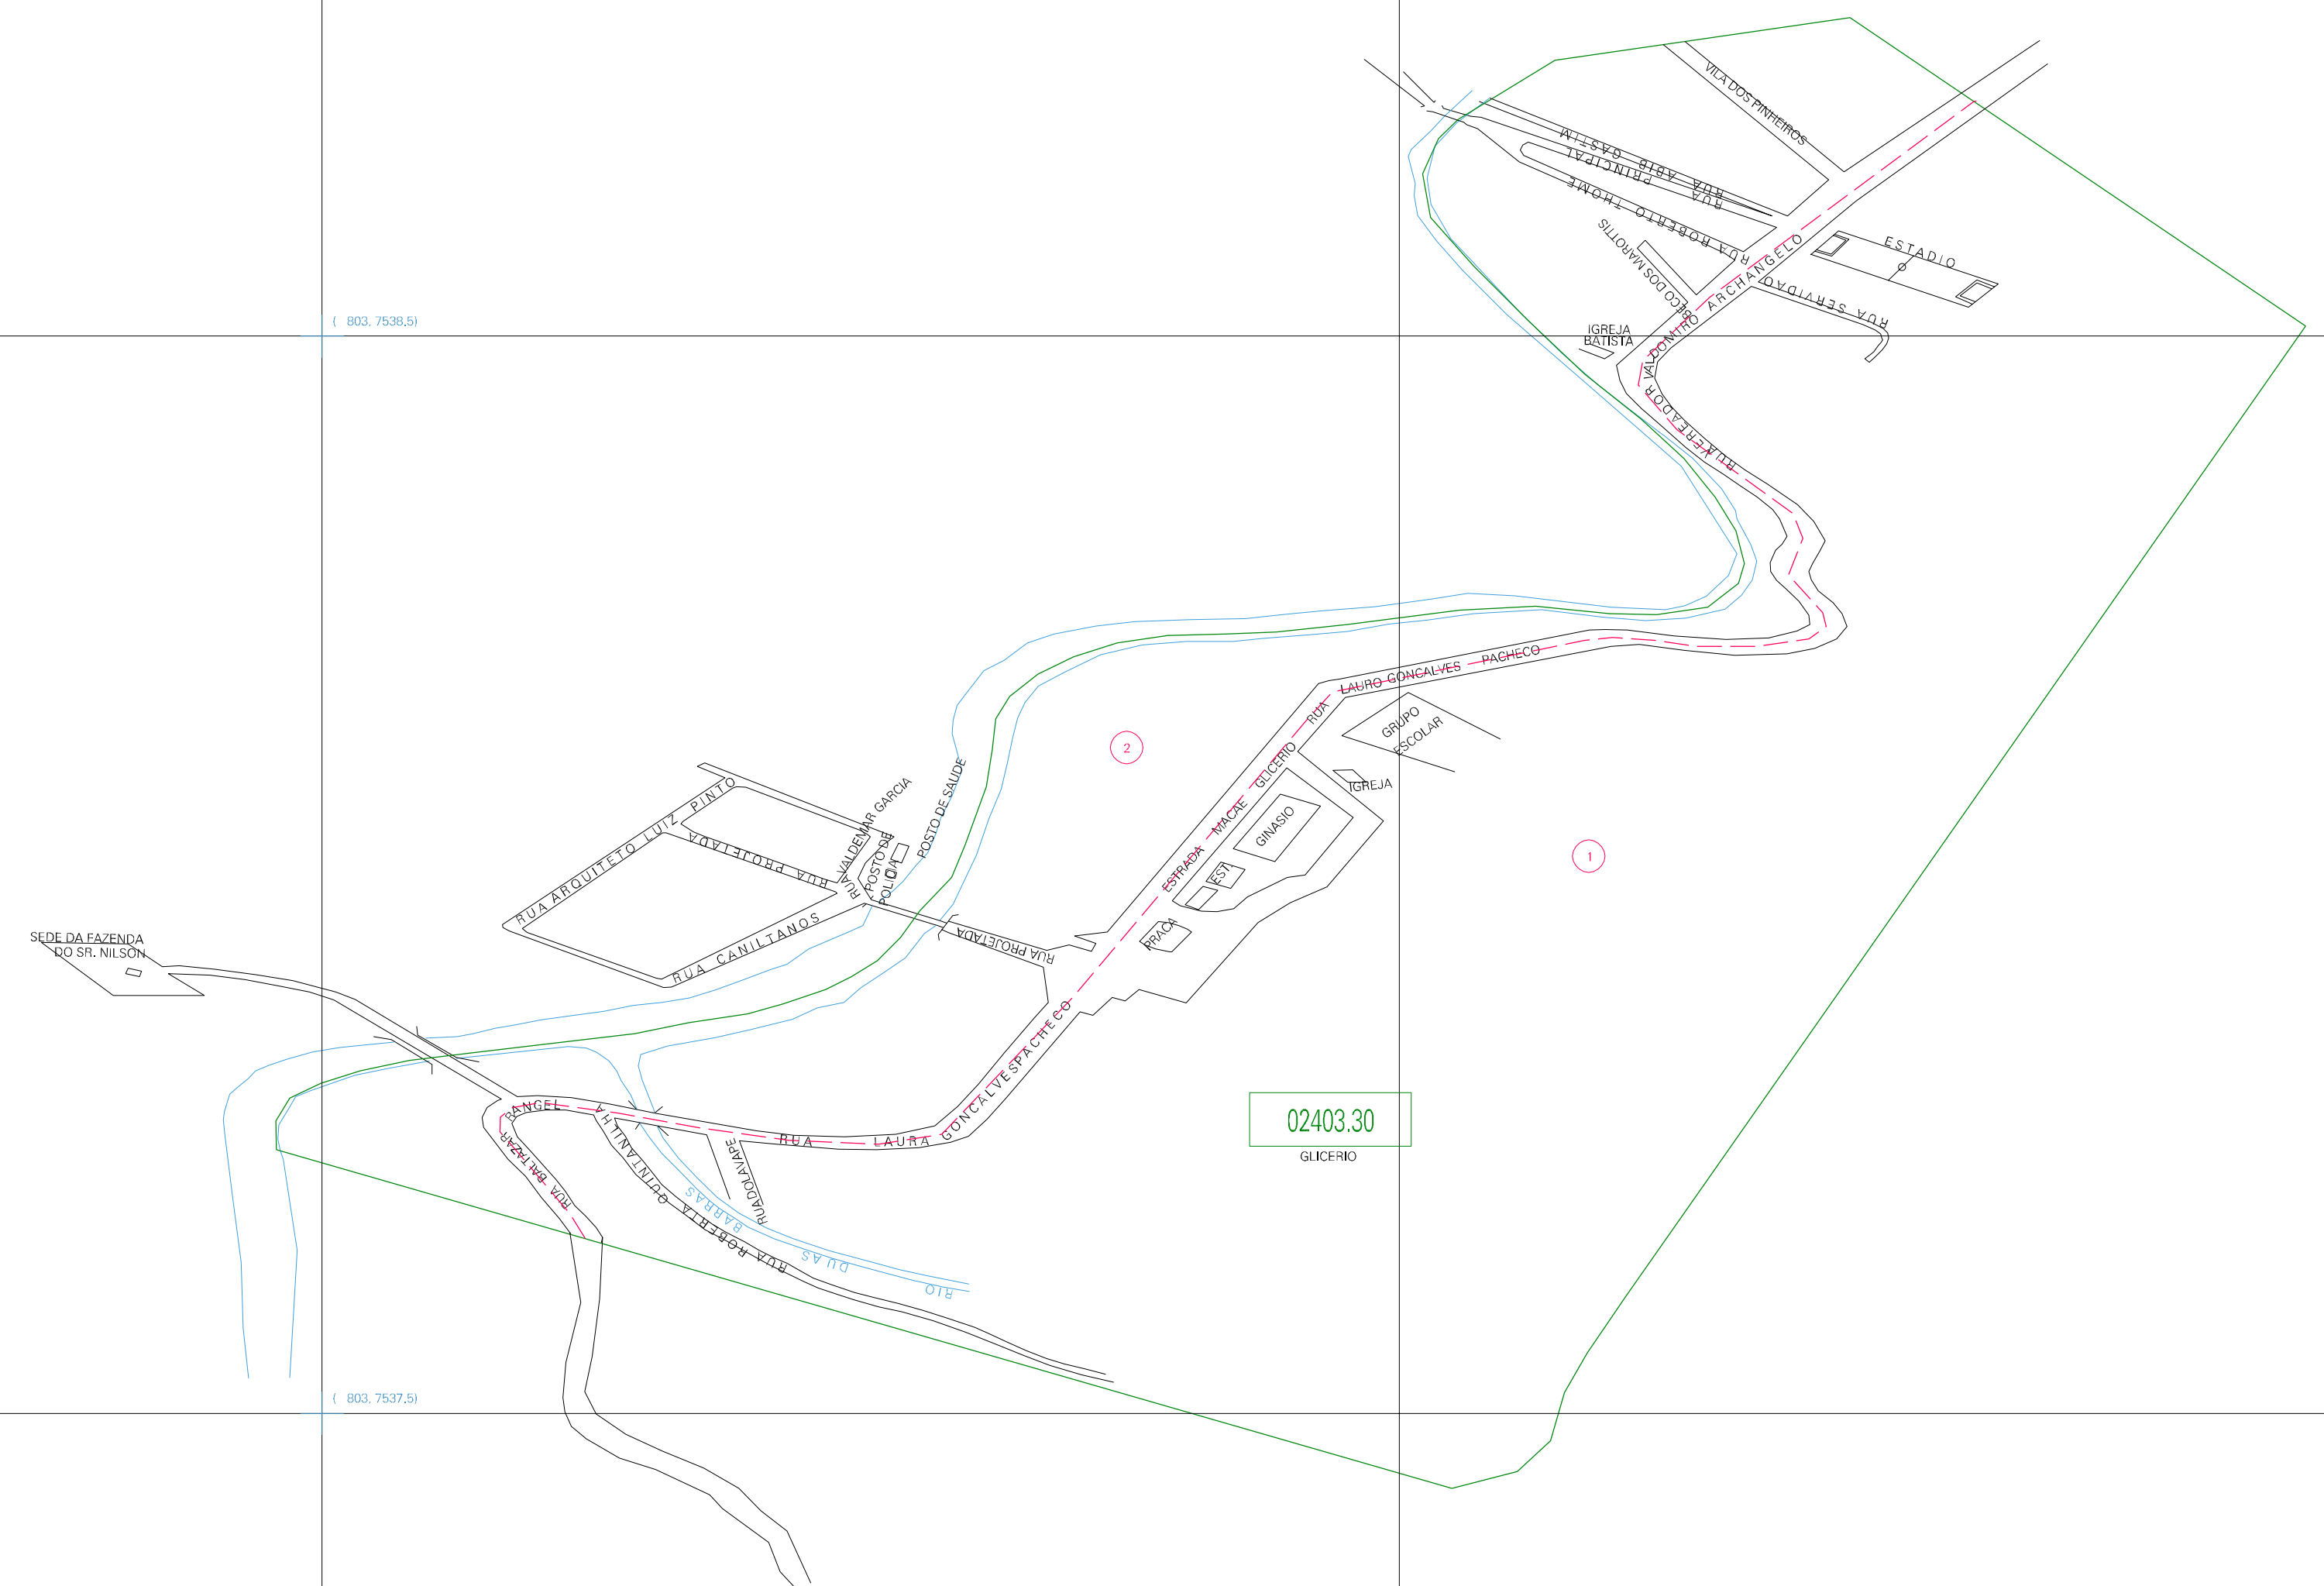 VILA DOS PINHEIROS
RUA ABIB GASTIM
RUA PRINCIPAL
RUA ROBERTO THOME
BECO DOS MAROTTIS
ESTADIO
RUA SERVIDAO
RUA VEREADOR VALDOMIRO ARCHANGELO
IGREJA
BATISTA
( 803, 7538.5)
LAURO GONCALVES PACHECO
RUA
GRUPO
ESCOLAR
2
ESTRADA MACAE GLICERIO
IGREJA
GINASIO
EST.
PRACA
1
POSTO DE SAUDE
RUA VALDEMAR GARCIA
POSTO DE
POLICIA
RUA ARQUITETO LUIZ PINTO
RUA PROJETADA
RUA CANILTANOS
RUA PROJETADA
SEDE DA FAZENDA
DO SR. NILSON
RUA LAURA GONCALVES PACHECO
RUA BALTAZAR RANGEL
RUA ROBERTA QUINTANILHA
RUA DOLAVAPE
RIO DUAS BARRAS
02403.30
GLICERIO
( 803, 7537.5)